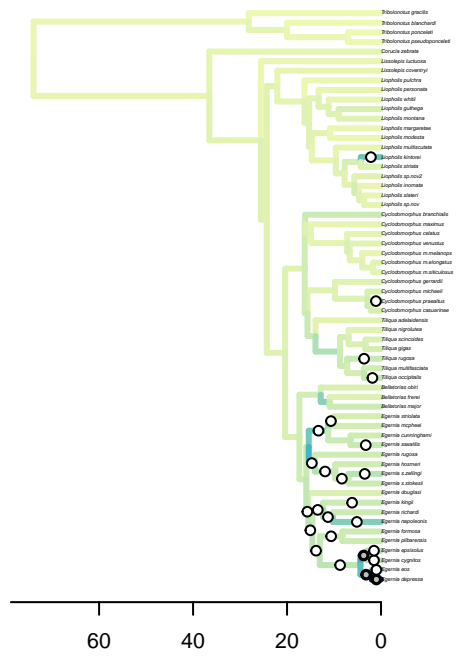 Tribolonotus gracilis
Tribolonotus blanchardi
Tribolonotus ponceleti
Tribolonotus pseudoponceleti
Corucia zebrata
Lissolepis luctuosa
Lissolepis coventryi
Liopholis pulchra
Liopholis personata
Liopholis whitii
Liopholis guthega
Liopholis montana
Liopholis margaretae
Liopholis modesta
Liopholis multiscutata
Liopholis kintorei
Liopholis striata
Liopholis sp.nov2
Liopholis inornata
Liopholis slateri
Liopholis sp.nov
Cyclodomorphus branchialis
Cyclodomorphus maximus
Cyclodomorphus celatus
Cyclodomorphus venustus
Cyclodomorphus m.melanops
Cyclodomorphus m.elongatus
Cyclodomorphus m.siticulosus
Cyclodomorphus gerrardii
Cyclodomorphus michaeli
Cyclodomorphus praealtus
Cyclodomorphus casuarinae
Tiliqua adelaidensis
Tiliqua nigrolutea
Tiliqua scincoides
Tiliqua gigas
Tiliqua rugosa
Tiliqua multifasciata
Tiliqua occipitalis
Bellatorias obiri
Bellatorias frerei
Bellatorias major
Egernia striolata
Egernia mcpheei
Egernia cunninghami
Egernia saxatilis
Egernia rugosa
Egernia hosmeri
Egernia s.zellingi
Egernia s.stokesii
Egernia douglasi
Egernia kingii
Egernia richardi
Egernia napoleonis
Egernia formosa
Egernia pilbarensis
Egernia epsisolus
Egernia cygnitos
Egernia eos
Egernia depressa
60 40 20 0